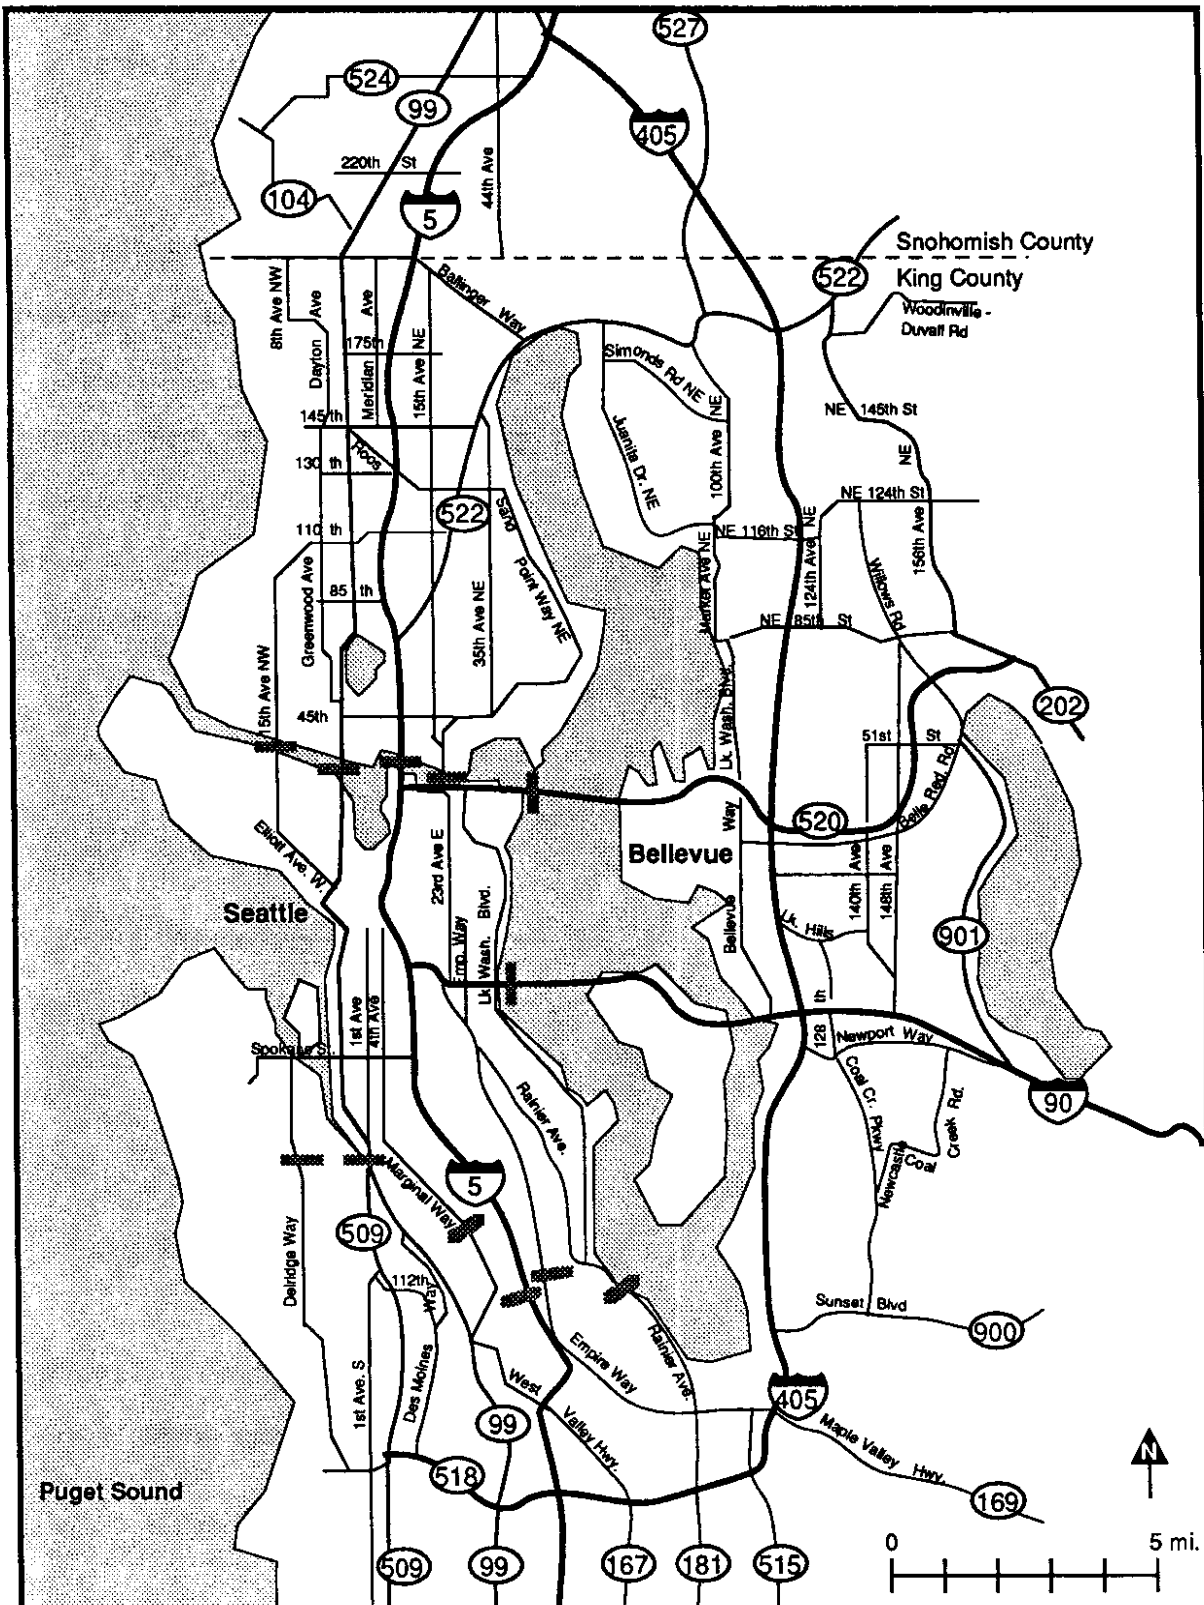 527
524
99
405
220th St
44th Ave
104
5
Snohomish County
522
King County
8th Ave NW
Ave
Ave
Ballinger Way
Woodinville -
Duvall Rd
Dayton
Meridian
175th
15th Ave NE
Simonds Rd NE
145th
NE 145th St
Roos
Juanita Dr. NE
100th Ave NE
NE
130 th
NE 124th St
522
Sand
110 th
NE 116th St
NE
124th Ave
156th Ave
Greenwood Ave
85 th
Point Way NE
35th Ave NE
Market Ave NE
Willows Rd
NE 85th St
15th Ave NW
45th
Lk. Wash. Blvd.
202
51st St
Belle Red. Rd
520
Way
Elliott Ave. W.
23rd Ave E
Bellevue
Ave
Ave
140th
148th
Seattle
Blvd.
Lk Wash.
Emp. Way
Bellevue
Lk. Hills
901
1st Ave
4th Ave
128 th
Newport Way
Spokane S.
Rainier Ave.
Coal Cr. Pkwy
90
Creek Rd.
Coal
Newcastle
Marginal Way
5
509
Delridge Way
112th
Way
Sunset Blvd
900
Des Moines
1st Ave. S
Empire Way
Rainier Ave.
West
Valley Hwy.
405
99
Maple Valley Hwy.
518
Puget Sound
N
169
0 5 mi.
509
99
167
181
515